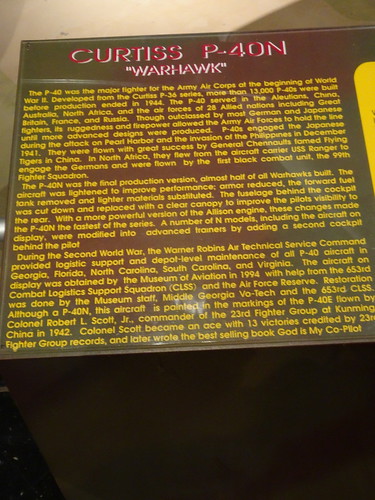 CURTISS P-40N
"WARHAWK"
The P-40 was the major fighter for the Army Air Corps at the beginning of World
War II. Developed from the Curtiss P-36 series, more than 13,000 P-40s were built
before production ended in 1944. The P-40 served in the Aleutians, China,
Australia, North Africa, and the air forces of 28 Allied nations including Great
Britain, France, and Russia. Though outclassed by most German and Japanese
fighters, its ruggedness and firepower allowed the Army Air Forces to hold the line
until more advanced designs were produced. P-40s engaged the Japanese
during the attack on Pearl Harbor and the invasion of the Philippines in December
1941. They were flown with great success by General Chennaults famed Flying
Tigers in China. In North Africa, they flew from the aircraft carrier USS Ranger to
engage the Germans and were flown by the first black combat unit, the 99th
Fighter Squadron.
The P-40N was the final production version, almost half of all Warhawks built. The
aircraft was lightened to improve performance; armor reduced, the forward fuel
tank removed and lighter materials substituted. The fuselage behind the cockpit
was cut down and replaced with a clear canopy to improve the pilots visibility to
the rear. With a more powerful version of the Allison engine, these changes made
the P-40N the fastest of the series. A number of N models, including the aircraft on
display, were modified into advanced trainers by adding a second cockpit
behind the pilot
During the Second World War, the Warner Robins Air Technical Service Command
provided logistic support and depot-level maintenance of all P-40 aircraft in
Georgia, Florida, North Carolina, South Carolina, and Virginia. The aircraft on
display was obtained by the Museum of Aviation in 1994 with help from the 653rd
Combat Logistics Support Squadron (CLSS) and the Air Force Reserve. Restoration
was done by the Museum staff, Middle Georgia Vo-Tech and the 653rd CLSS.
Although a P-40N, this aircraft is painted in the markings of the P-40E flown by
Colonel Robert L. Scott, Jr., commander of the 23rd Fighter Group at Kunming
China in 1942. Colonel Scott became an ace with 13 victories credited by 23r
Fighter Group records, and later wrote the best selling book God is My Co-Pilot